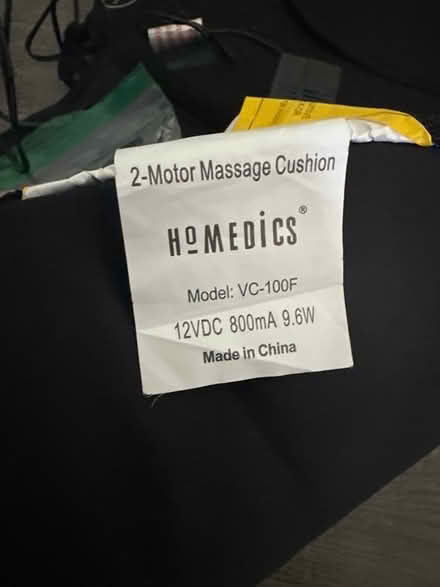 2-Motor Massage Cushion
HoMEDiCS®
Model: VC-100F
12VDC 800mA 9.6W
Made in China